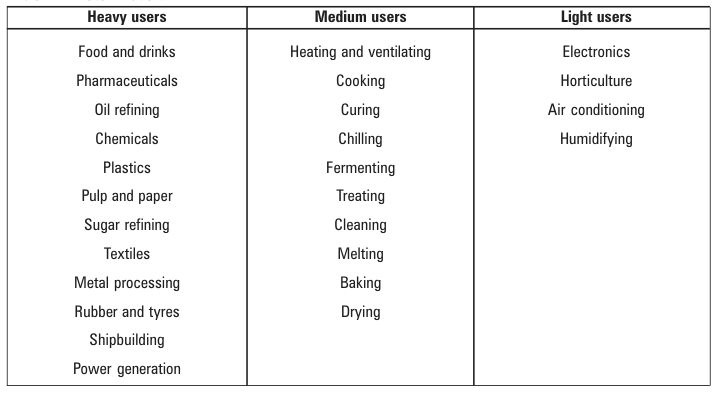 Heavy users Medium users Light users
Food and drinks Heating and ventilating Electronics
Pharmaceuticals Cooking Horticulture
Oil refining Curing Air conditioning
Chemicals Chilling Humidifying
Plastics Fermenting
Pulp and paper Treating
Sugar refining Cleaning
Textiles Melting
Metal processing Baking
Rubber and tyres Drying
Shipbuilding
Power generation